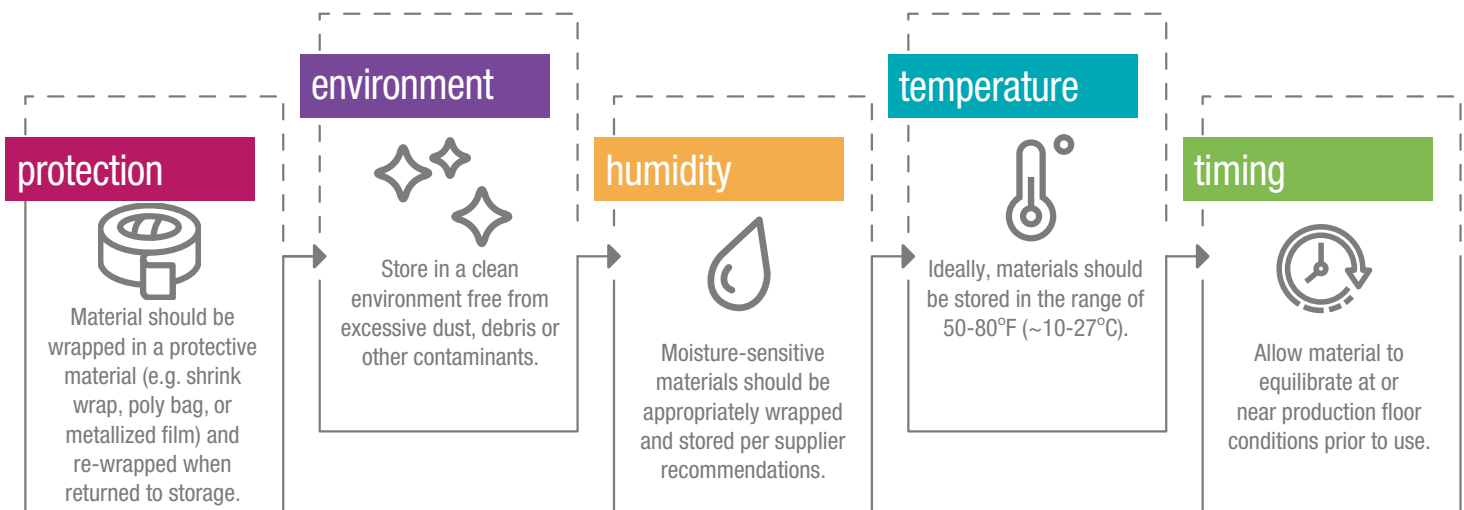 protection
Material should be
wrapped in a protective
material (e.g. shrink
wrap, poly bag, or
metallized film) and
re-wrapped when
returned to storage.
environment
Store in a clean
environment free from
excessive dust, debris or
other contaminants.
humidity
Moisture-sensitive
materials should be
appropriately wrapped
and stored per supplier
recommendations.
temperature
Ideally, materials should
be stored in the range of
50-80°F (~10-27°C).
timing
Allow material to
equilibrate at or
near production floor
conditions prior to use.